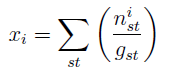 $x_i = \sum_{st} \left( \frac{n_{st}^i}{g_{st}} \right)$